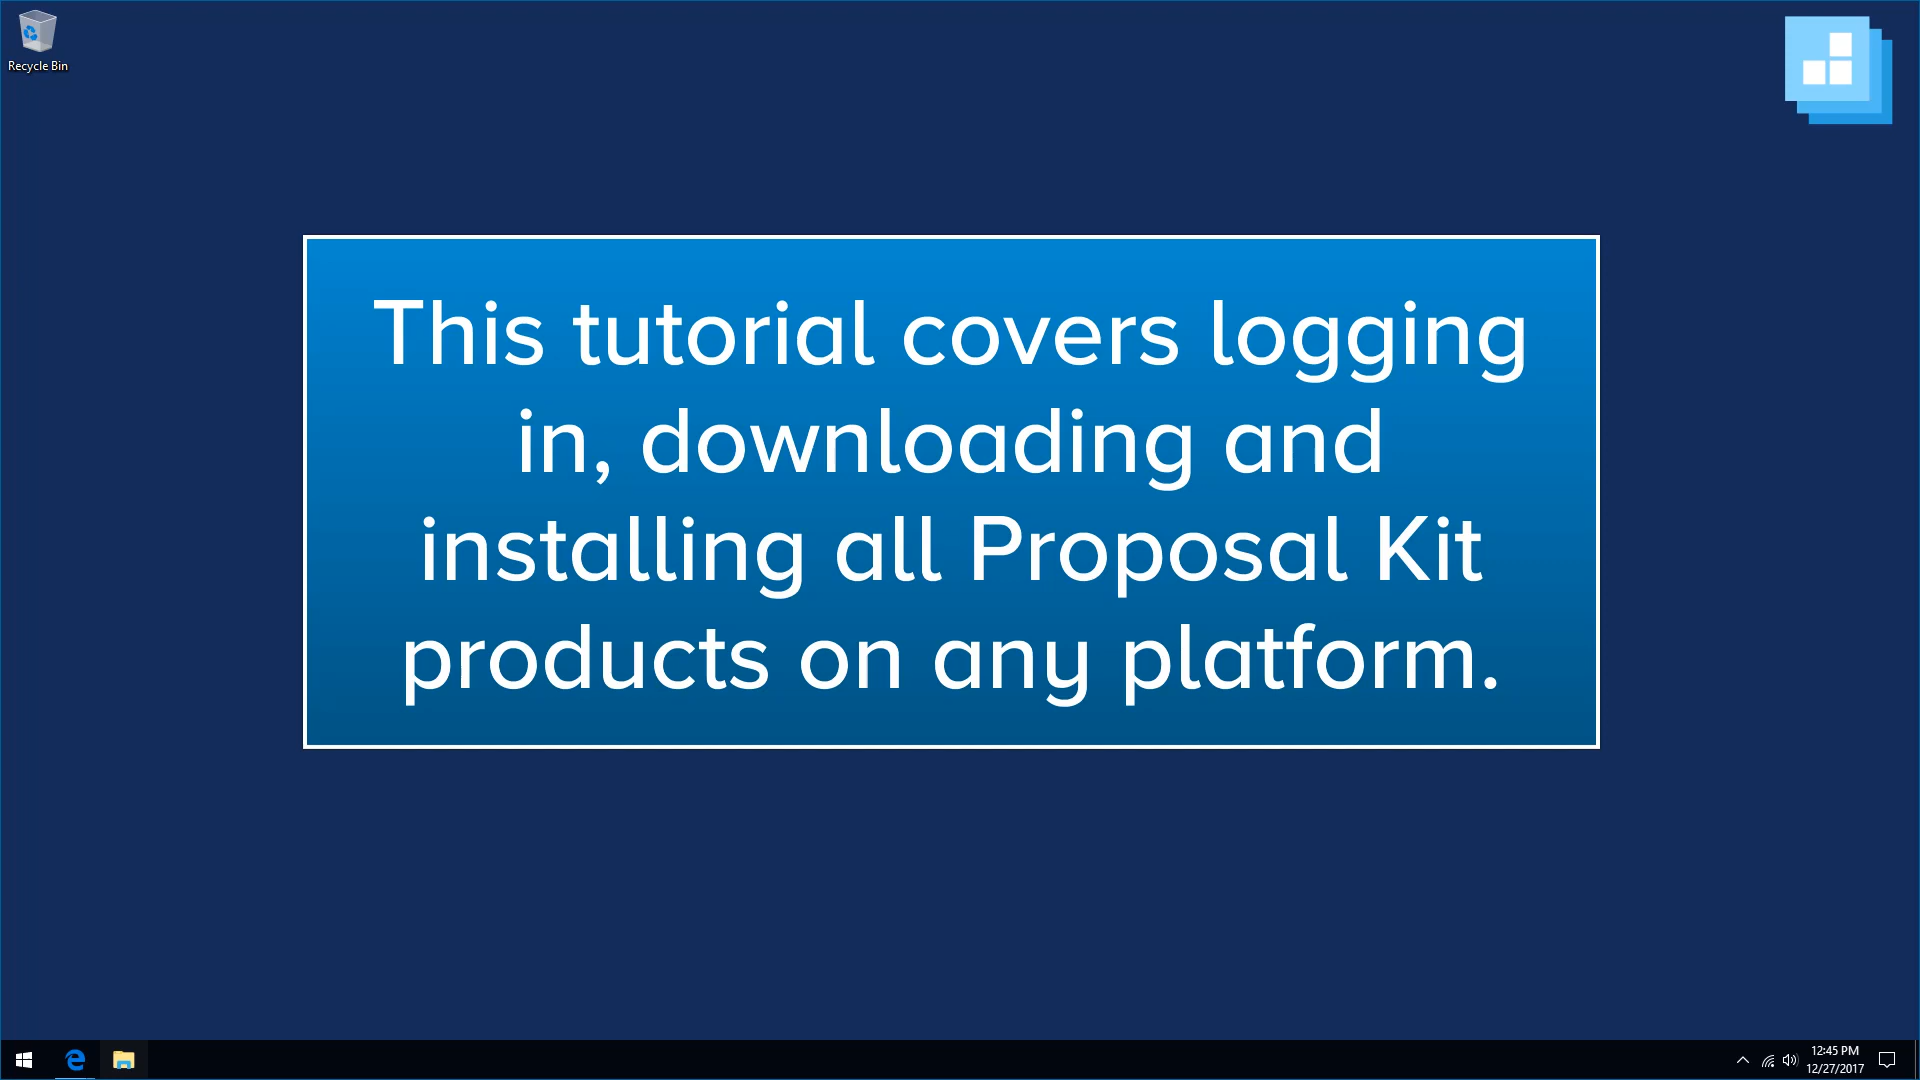 Recycle Bin
This tutorial covers logging
in, downloading and
installing all Proposal Kit
products on any platform.
12:45 PM
12/27/2017